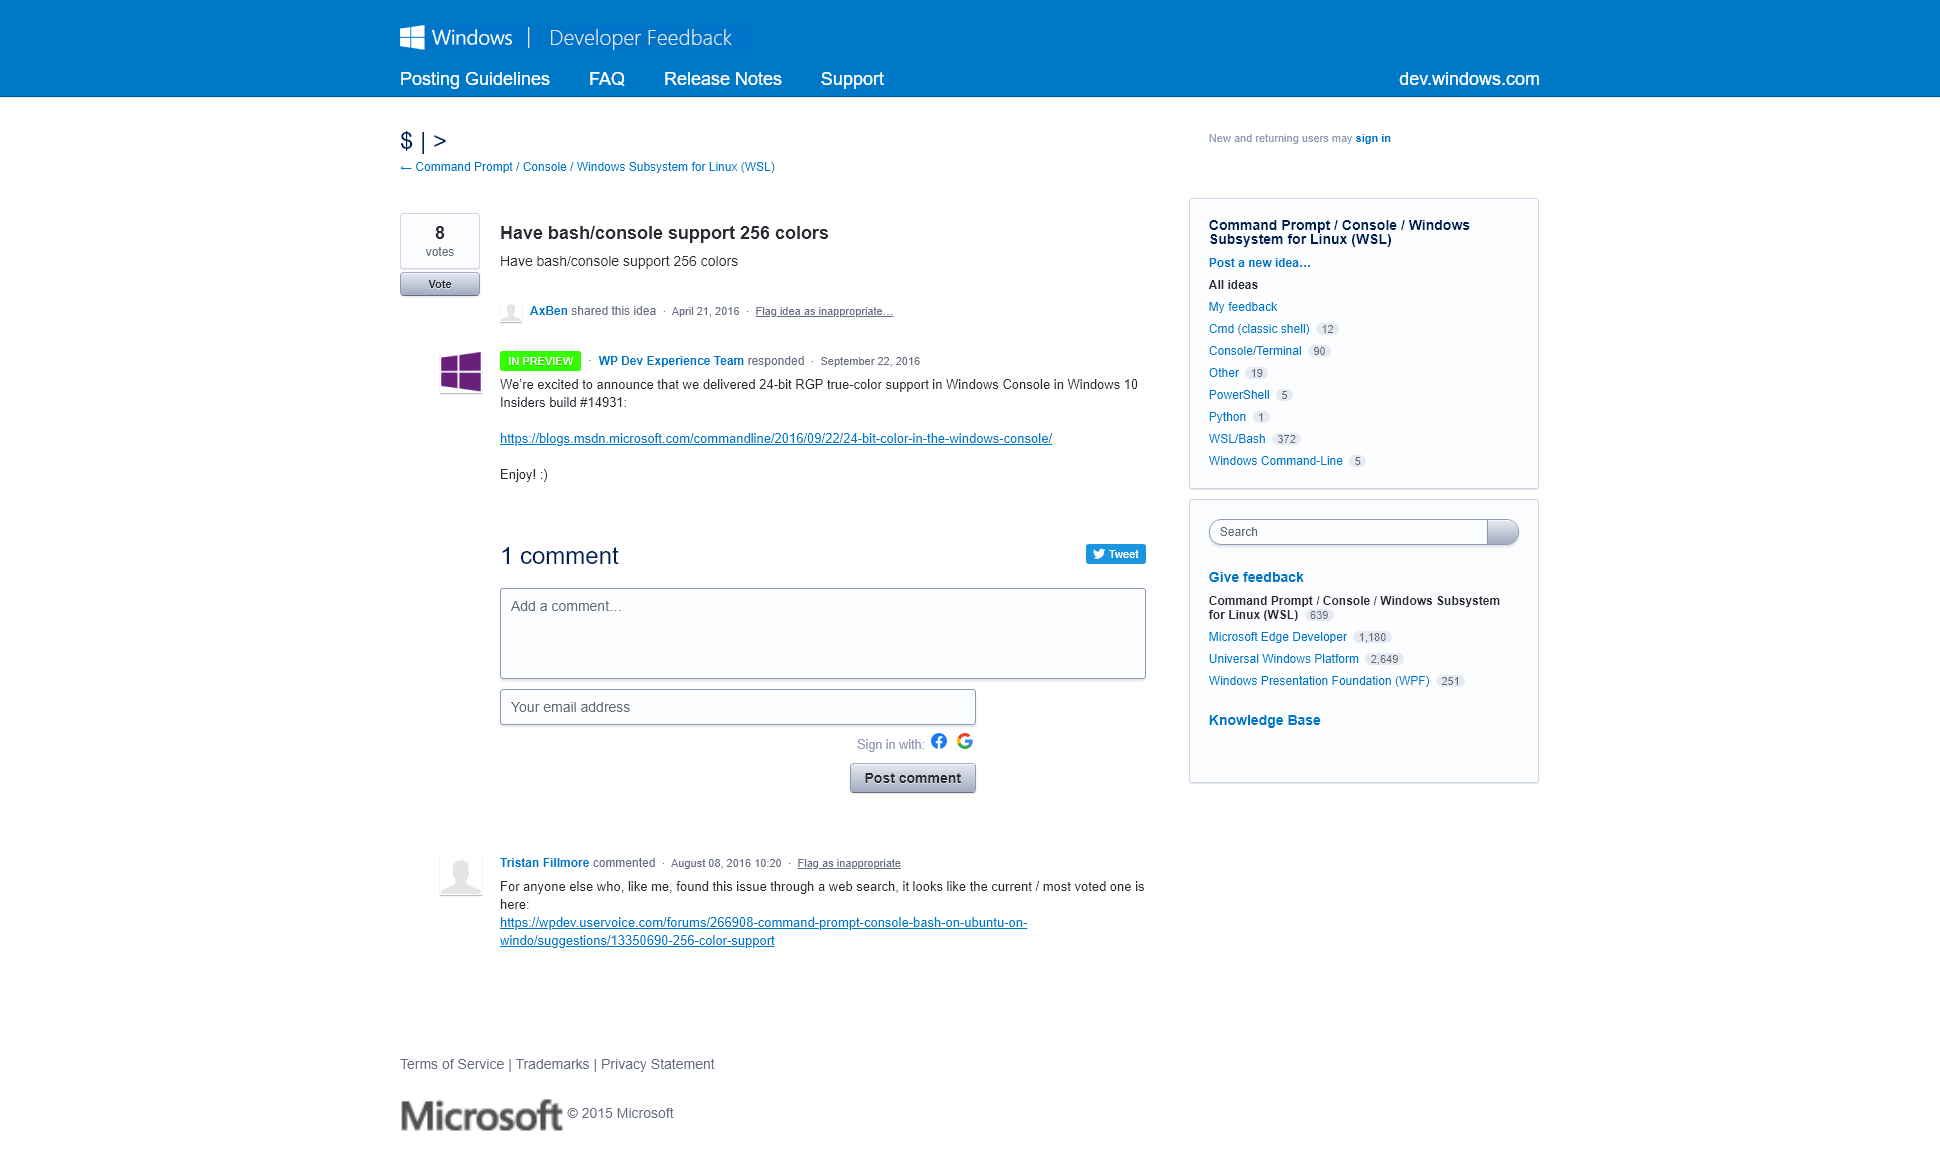 Windows | Developer Feedback
Posting Guidelines FAQ Release Notes Support dev.windows.com
$ | >
← Command Prompt / Console / Windows Subsystem for Linux (WSL)
New and returning users may sign in
8
votes
Vote
Have bash/console support 256 colors
Have bash/console support 256 colors
AxBen shared this idea · April 21, 2016 · Flag idea as inappropriate…
IN PREVIEW · WP Dev Experience Team responded · September 22, 2016
We’re excited to announce that we delivered 24-bit RGP true-color support in Windows Console in Windows 10
Insiders build #14931:
https://blogs.msdn.microsoft.com/commandline/2016/09/22/24-bit-color-in-the-windows-console/
Enjoy! :)
1 comment
Tweet
Add a comment…
Your email address
Sign in with:
Post comment
Tristan Fillmore commented · August 08, 2016 10:20 · Flag as inappropriate
For anyone else who, like me, found this issue through a web search, it looks like the current / most voted one is
here:
https://wpdev.uservoice.com/forums/266908-command-prompt-console-bash-on-ubuntu-on-
windo/suggestions/13350690-256-color-support
Command Prompt / Console / Windows
Subsystem for Linux (WSL)
Post a new idea…
All ideas
My feedback
Cmd (classic shell) 12
Console/Terminal 90
Other 19
PowerShell 5
Python 1
WSL/Bash 372
Windows Command-Line 5
Search
Give feedback
Command Prompt / Console / Windows Subsystem
for Linux (WSL) 639
Microsoft Edge Developer 1,180
Universal Windows Platform 2,649
Windows Presentation Foundation (WPF) 251
Knowledge Base
Terms of Service | Trademarks | Privacy Statement
Microsoft © 2015 Microsoft